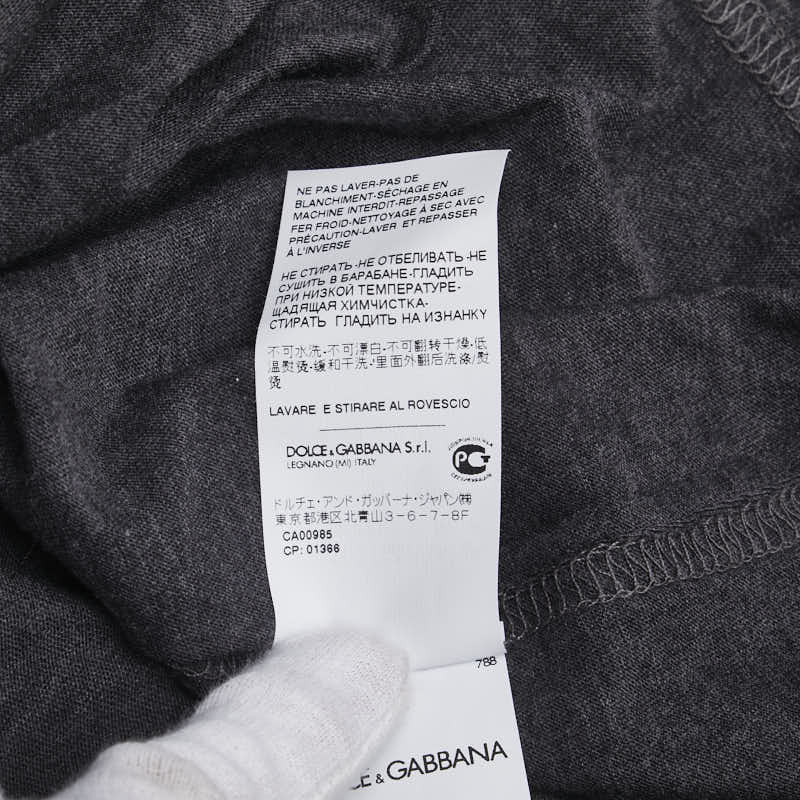 NE PAS LAVER-PAS DE
BLANCHIMENT-SÉCHAGE EN
MACHINE INTERDIT-REPASSAGE
FER FROID-NETTOYAGE À SEC AVEC
PRÉCAUTION-LAVER ET REPASSER
À L'INVERSE
НЕ СТИРАТЬ-НЕ ОТБЕЛИВАТЬ-НЕ
СУШИТЬ В БАРАБАНЕ-ГЛАДИТЬ
ПРИ НИЗКОЙ ТЕМПЕРАТУРЕ-
ЩАДЯЩАЯ ХИМЧИСТКА-
СТИРАТЬ ГЛАДИТЬ НА ИЗНАНКУ
不可水洗-不可漂白-不可翻转干燥-低
温熨烫-缓和干洗-里面外翻后洗涤/熨
烫
LAVARE E STIRARE AL ROVESCIO
DOLCE & GABBANA S.r.l.
LEGNANO (MI) ITALY
РСТ
ドルチェ・アンド・ガッバーナ・ジャパン㈱
東京都港区北青山3-6-7-8F
CA00985
CP: 01366
788
CE & GABBANA